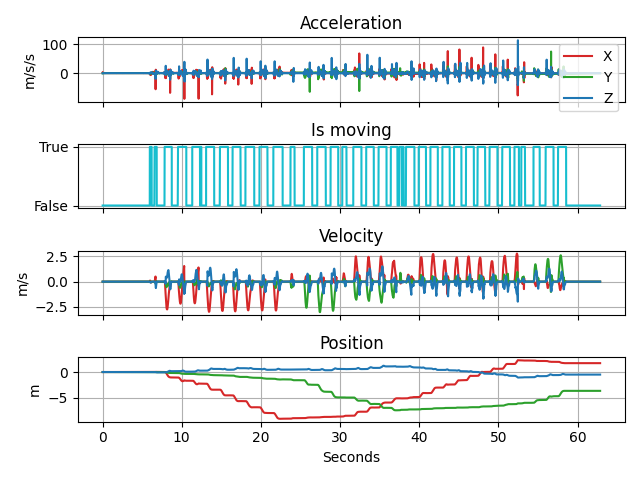 Acceleration
100
0
m/s/s
X
Y
Z
Is moving
True
False
Velocity
2.5
0.0
−2.5
m/s
Position
0
−5
m
0 10 20 30 40 50 60
Seconds